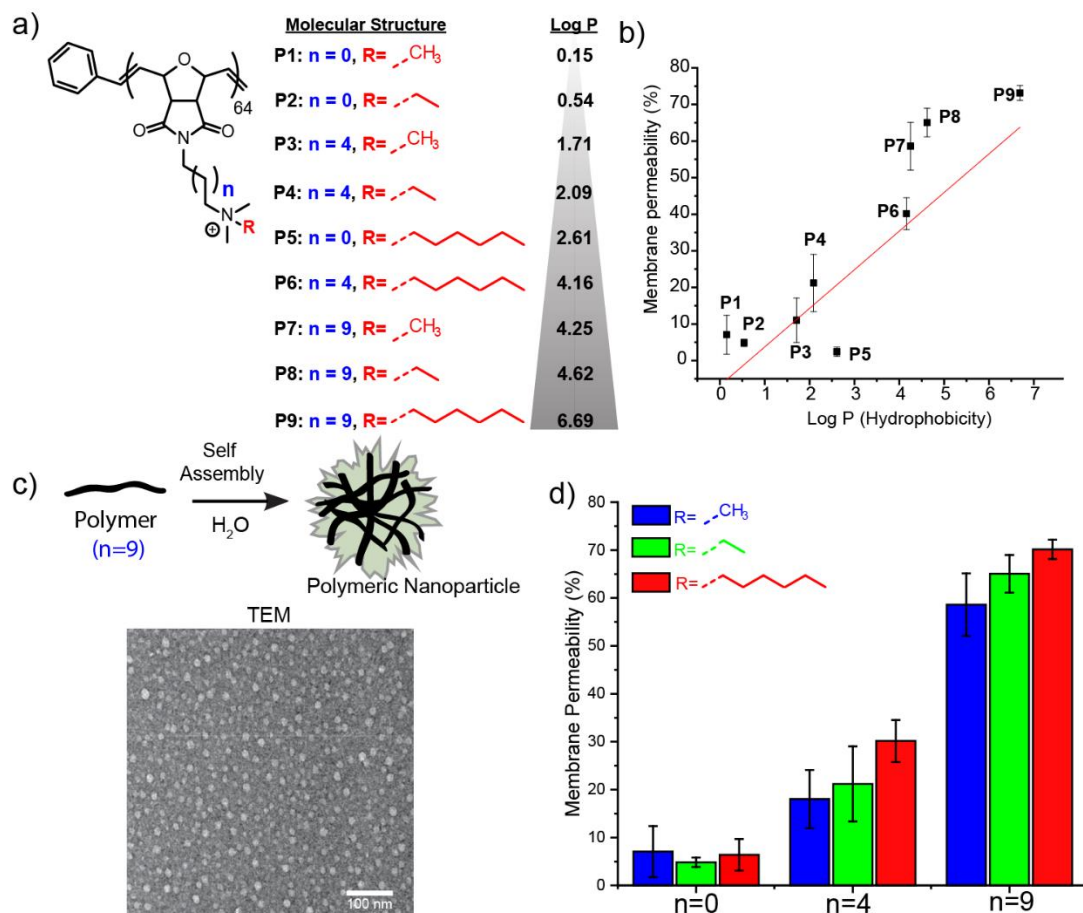 a)
Molecular Structure Log P
P1: n = 0, R= CH3 0.15
P2: n = 0, R= 0.54
P3: n = 4, R= CH3 1.71
P4: n = 4, R= 2.09
P5: n = 0, R= 2.61
P6: n = 4, R= 4.16
P7: n = 9, R= CH3 4.25
P8: n = 9, R= 4.62
P9: n = 9, R= 6.69
O
64
O N O
n
N
⊕ R
b)
Membrane permeability (%)
80
70
60
50
40
30
20
10
0
P1
P2
P3
P4
P5
P6
P7
P8
P9
0 1 2 3 4 5 6 7
Log P (Hydrophobicity)
c)
Polymer
(n=9)
Self
Assembly
H2O
Polymeric Nanoparticle
TEM
100 nm
d)
Membrane Permeability (%)
80
70
60
50
40
30
20
10
0
R= CH3
R=
R=
n=0 n=4 n=9